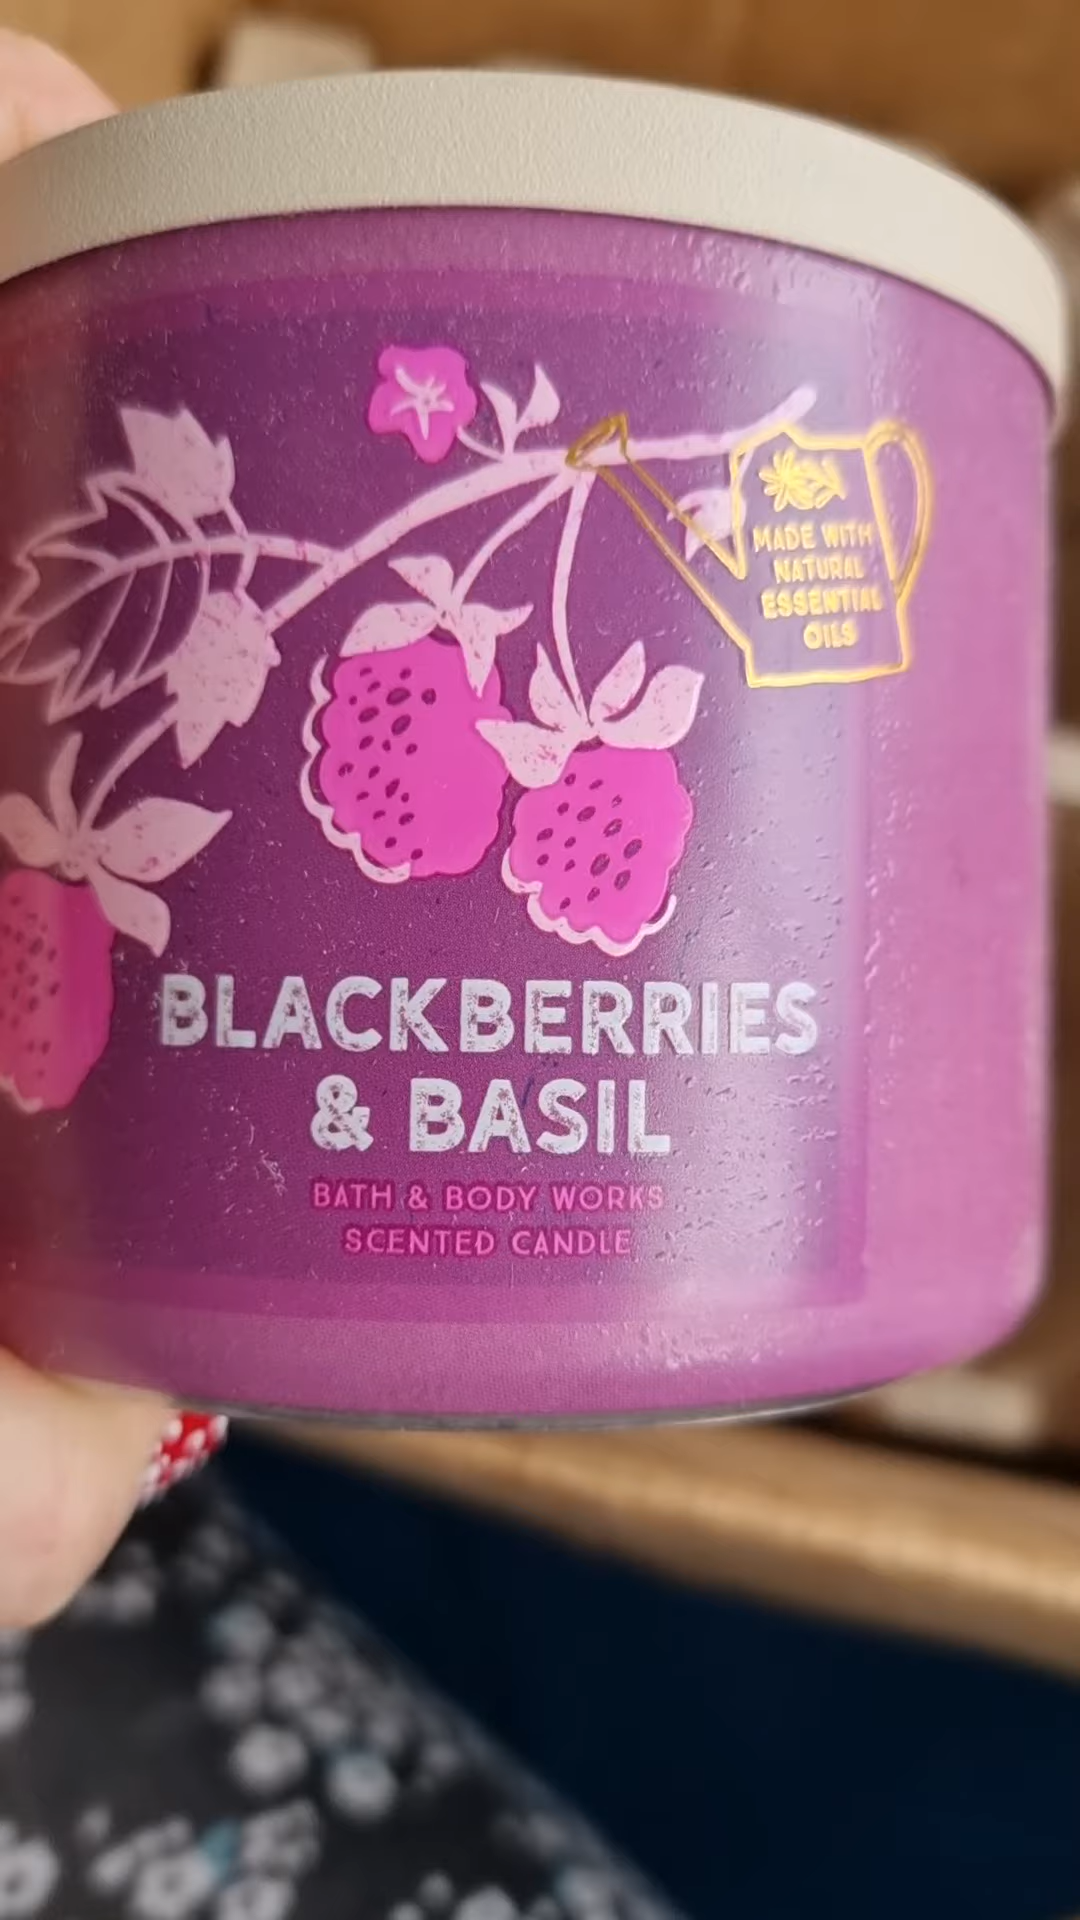 MADE WITH
NATURAL
ESSENTIAL
OILS
BLACKBERRIES
& BASIL
BATH & BODY WORKS
SCENTED CANDLE